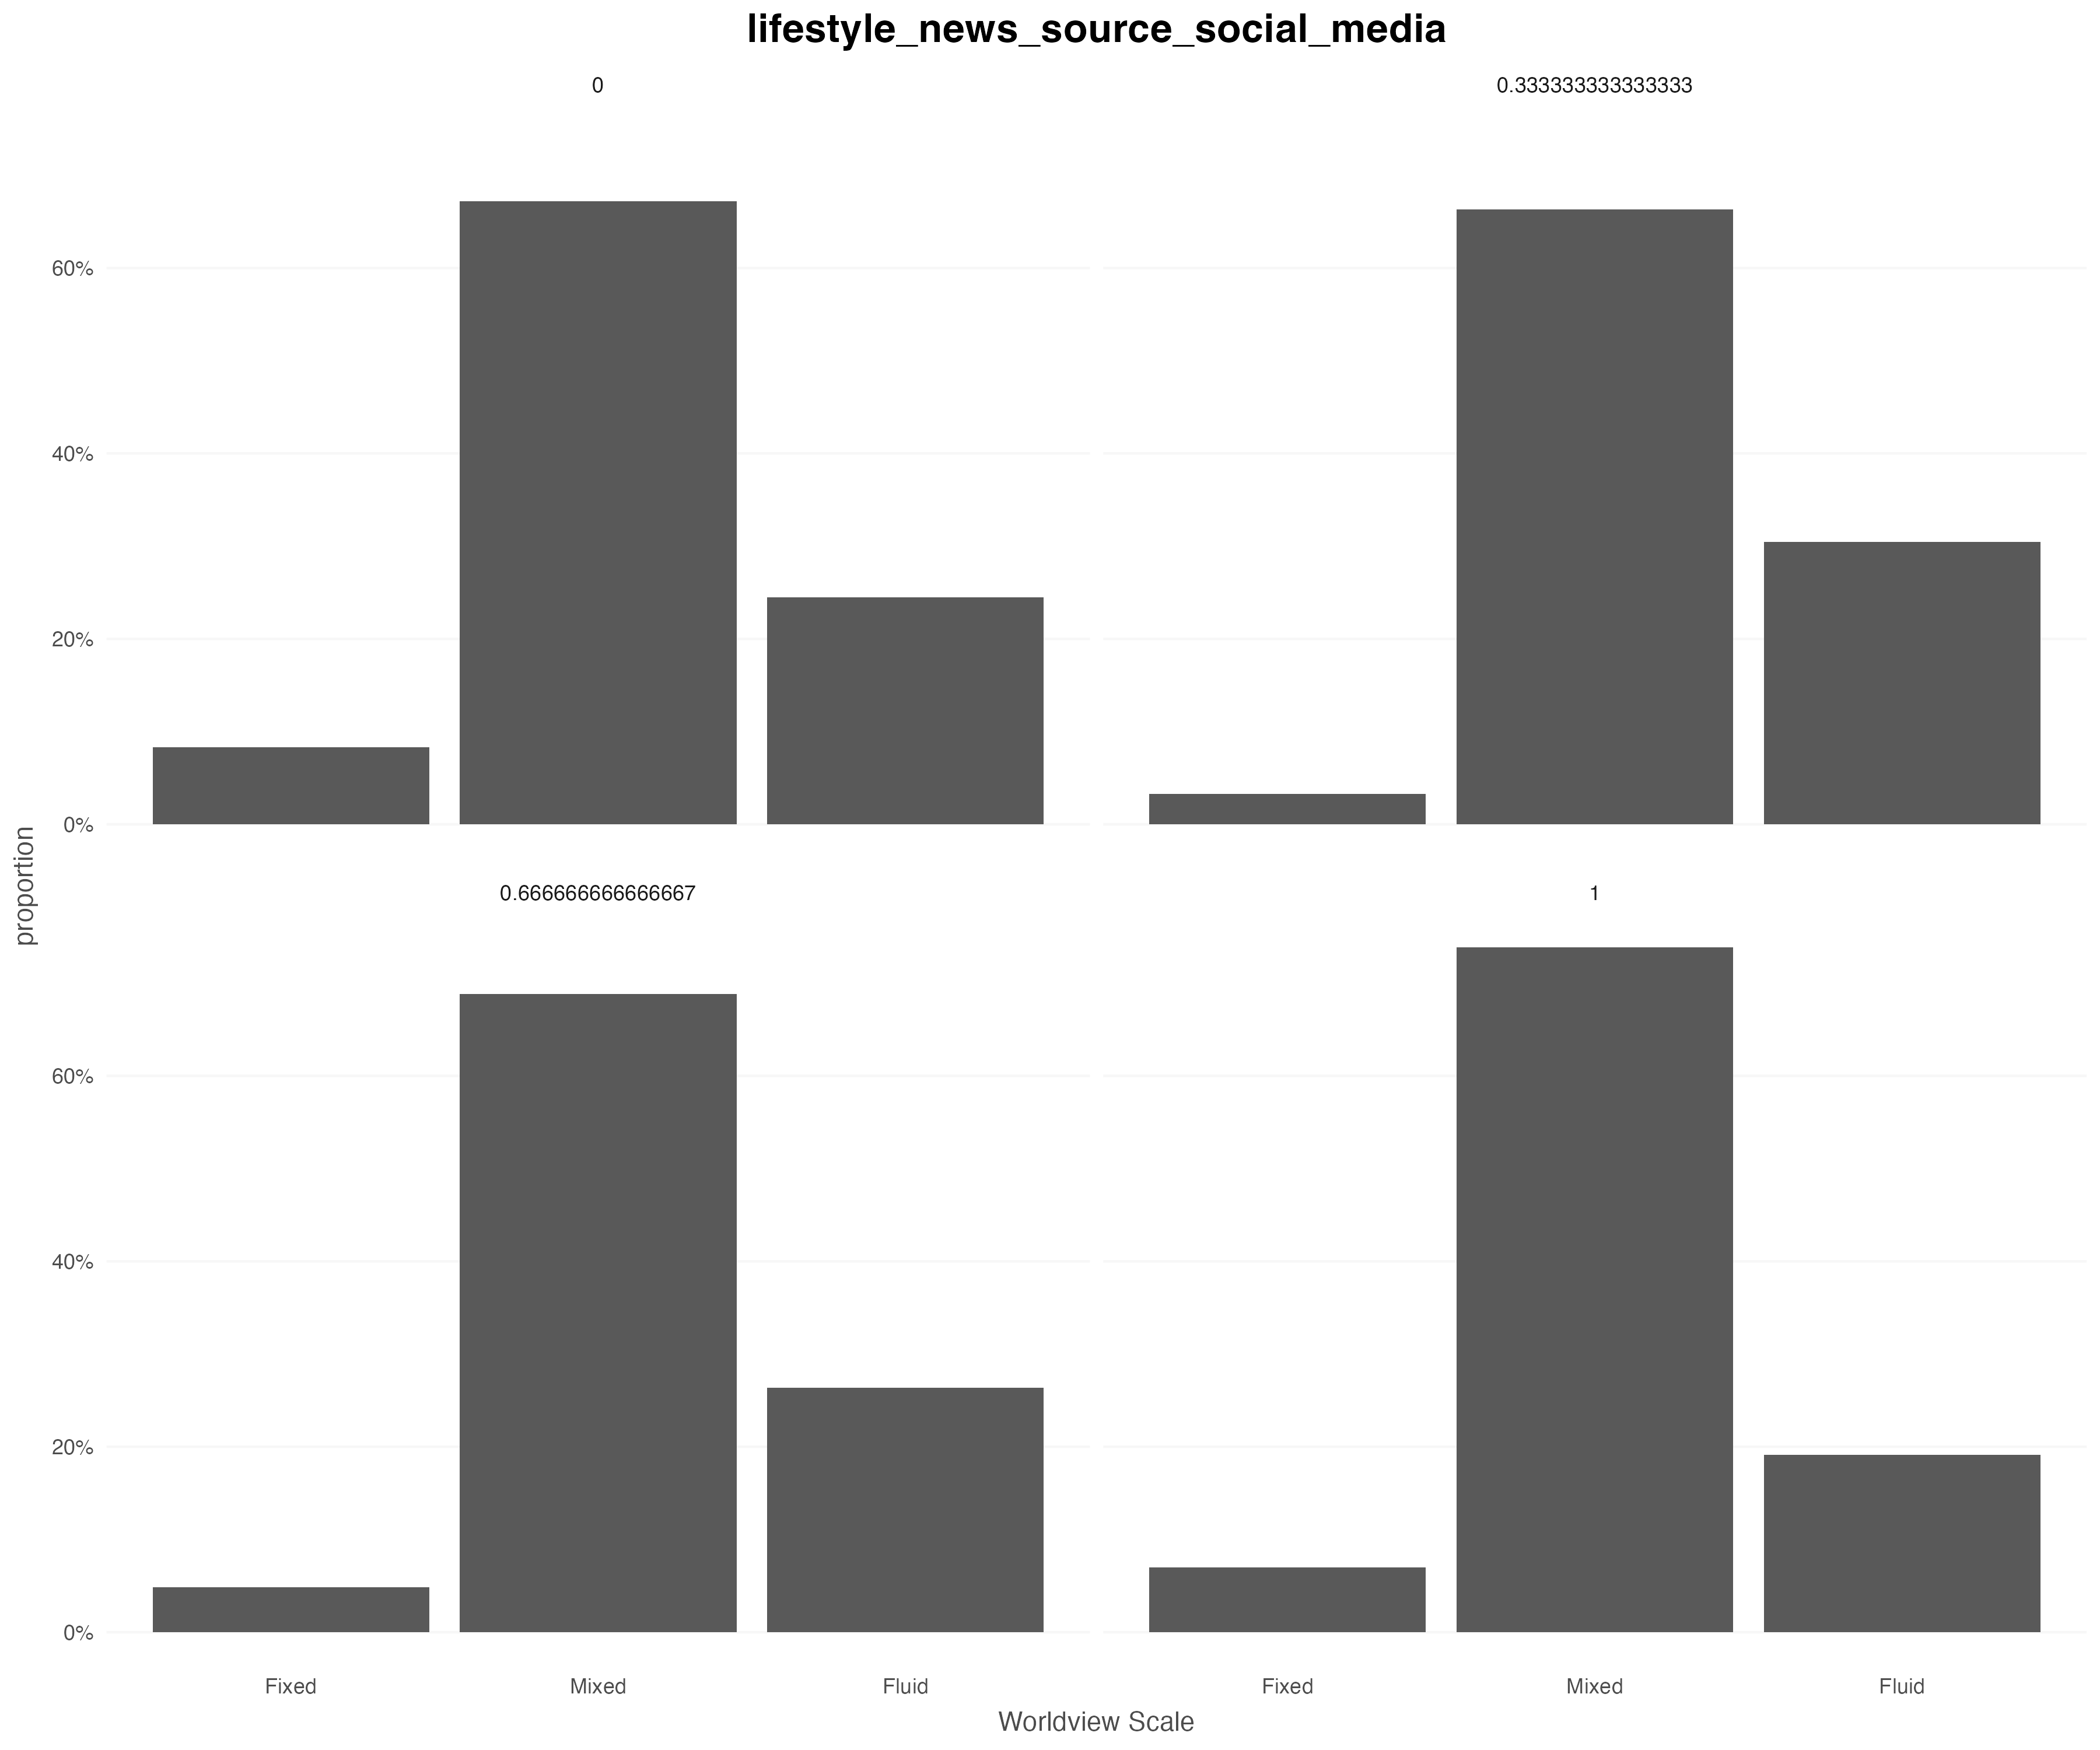 lifestyle_news_source_social_media
0
0.333333333333333
60%
40%
20%
0%
proportion
0.666666666666667
1
60%
40%
20%
0%
Fixed
Mixed
Fluid
Fixed
Mixed
Fluid
Worldview Scale